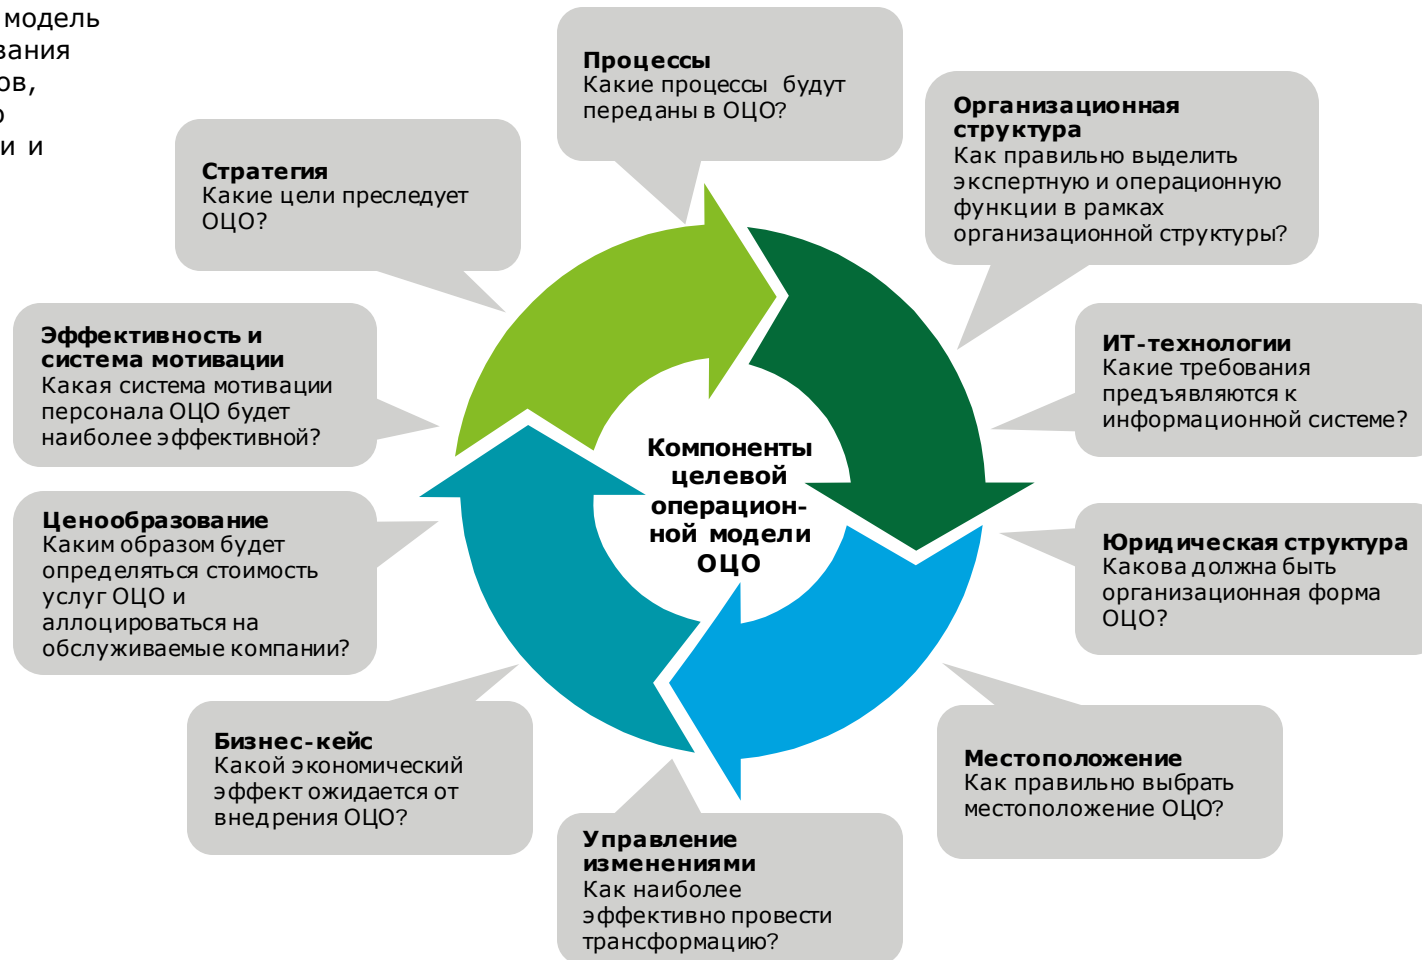 модель
и и
Процессы
Какие процессы будут
переданы в ОЦО?
Организационная
структура
Как правильно выделить
экспертную и операционную
функции в рамках
организационной структуры?
Стратегия
Какие цели преследует
ОЦО?
Эффективность и
система мотивации
Какая система мотивации
персонала ОЦО будет
наиболее эффективной?
ИТ-технологии
Какие требования
предъявляются к
информационной системе?
Компоненты
целевой
операцион-
ной модели
ОЦО
Ценообразование
Каким образом будет
определяться стоимость
услуг ОЦО и
аллоцироваться на
обслуживаемые компании?
Юридическая структура
Какова должна быть
организационная форма
ОЦО?
Бизнес-кейс
Какой экономический
эффект ожидается от
внедрения ОЦО?
Местоположение
Как правильно выбрать
местоположение ОЦО?
Управление
изменениями
Как наиболее
эффективно провести
трансформацию?